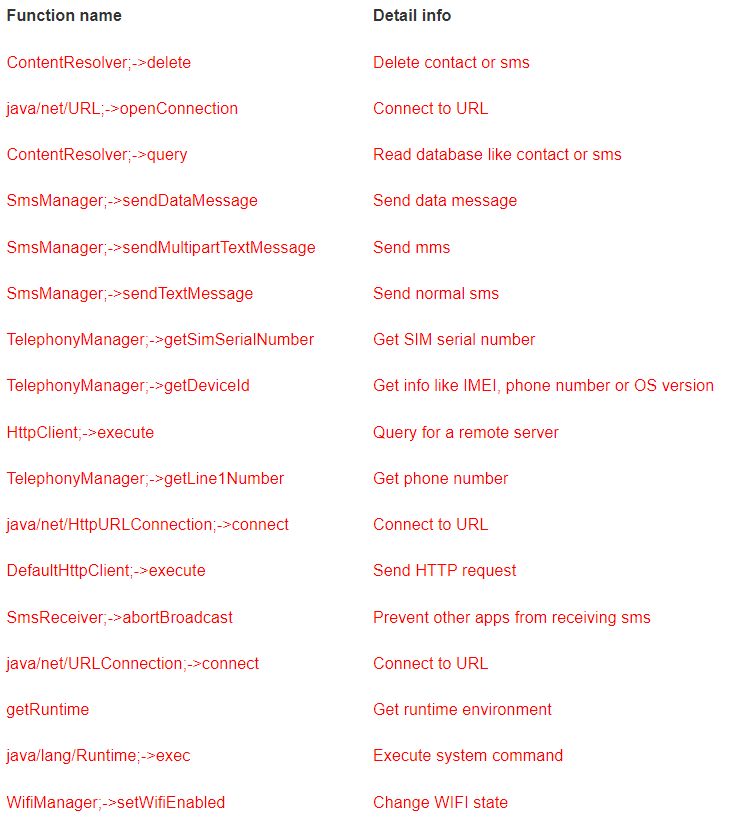 Function name Detail info
ContentResolver;->delete Delete contact or sms
java/net/URL;->openConnection Connect to URL
ContentResolver;->query Read database like contact or sms
SmsManager;->sendDataMessage Send data message
SmsManager;->sendMultipartTextMessage Send mms
SmsManager;->sendTextMessage Send normal sms
TelephonyManager;->getSimSerialNumber Get SIM serial number
TelephonyManager;->getDeviceId Get info like IMEI, phone number or OS version
HttpClient;->execute Query for a remote server
TelephonyManager;->getLine1Number Get phone number
java/net/HttpURLConnection;->connect Connect to URL
DefaultHttpClient;->execute Send HTTP request
SmsReceiver;->abortBroadcast Prevent other apps from receiving sms
java/net/URLConnection;->connect Connect to URL
getRuntime Get runtime environment
java/lang/Runtime;->exec Execute system command
WifiManager;->setWifiEnabled Change WIFI state